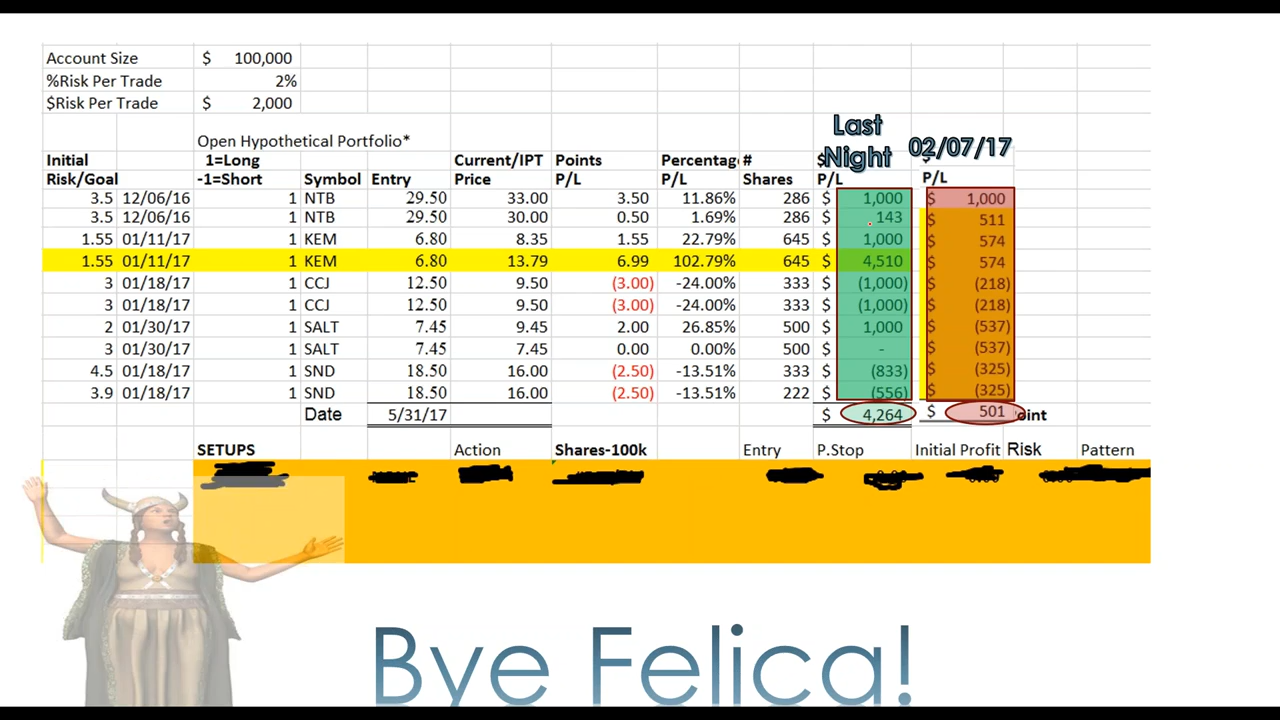 Account Size $ 100,000
%Risk Per Trade 2%
$Risk Per Trade $ 2,000
Last
Night 02/07/17
Open Hypothetical Portfolio*
Initial 1=Long Current/IPT Points Percentag # $
Risk/Goal -1=Short Symbol Entry Price P/L P/L Shares P/L P/L
3.5 12/06/16 1 NTB 29.50 33.00 3.50 11.86% 286 $ 1,000 $ 1,000
3.5 12/06/16 1 NTB 29.50 30.00 0.50 1.69% 286 $ 143 $ 511
1.55 01/11/17 1 KEM 6.80 8.35 1.55 22.79% 645 $ 1,000 $ 574
1.55 01/11/17 1 KEM 6.80 13.79 6.99 102.79% 645 $ 4,510 $ 574
3 01/18/17 1 CCJ 12.50 9.50 (3.00) -24.00% 333 $ (1,000) $ (218)
3 01/18/17 1 CCJ 12.50 9.50 (3.00) -24.00% 333 $ (1,000) $ (218)
2 01/30/17 1 SALT 7.45 9.45 2.00 26.85% 500 $ 1,000 $ (537)
3 01/30/17 1 SALT 7.45 7.45 0.00 0.00% 500 $ - $ (537)
4.5 01/18/17 1 SND 18.50 16.00 (2.50) -13.51% 333 $ (833) $ (325)
3.9 01/18/17 1 SND 18.50 16.00 (2.50) -13.51% 222 $ (556) $ (325)
Date 5/31/17 $ 4,264 $ 501 oint
SETUPS Action Shares-100k Entry P.Stop Initial Profit Risk Pattern
Bye Felica!